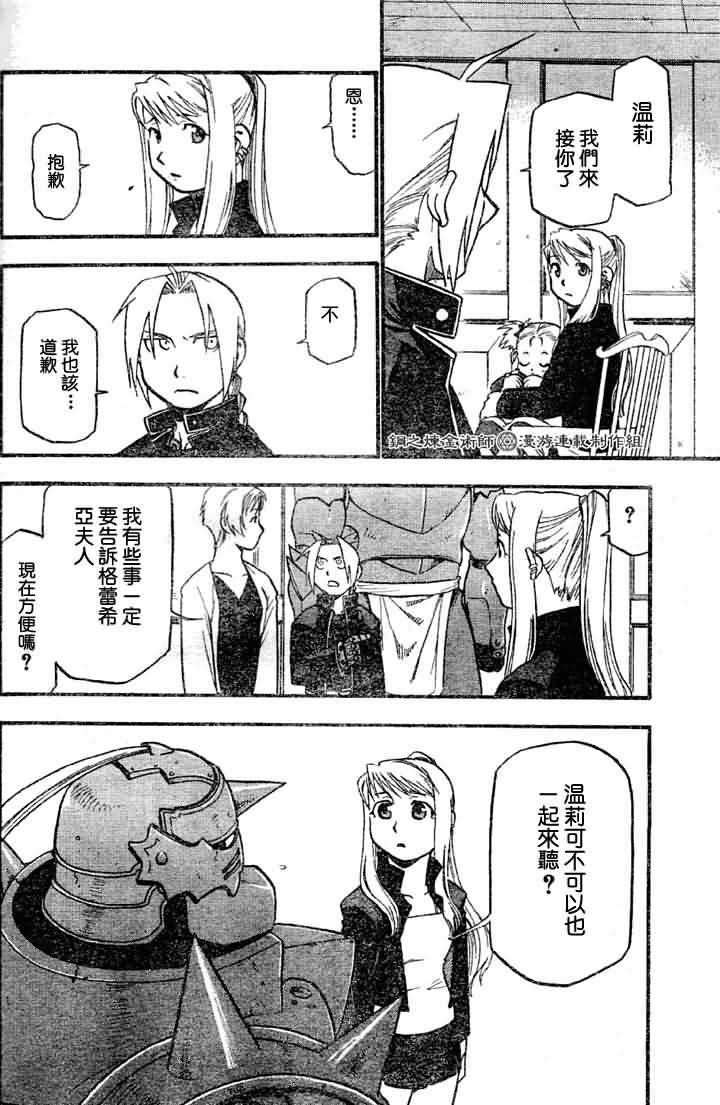 温莉
我們來
接你了
鋼之煉金術師 漫游連載制作組
恩……
抱歉
不
我也該…
道歉
？
我有些事一定
要告訴格蕾希
亞夫人
現在方便嗎？
温莉可不可以也
一起來聽？